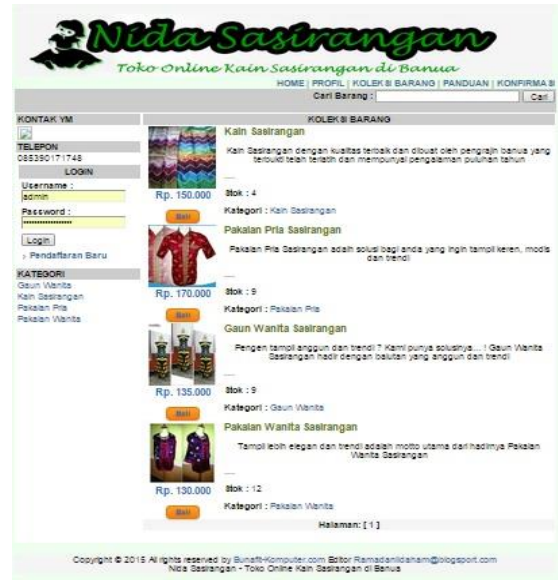 Nida Sasirangan
Toko Online Kain Sasirangan di Banua
HOME | PROFIL | KOLEKSI BARANG | PANDUAN | KONFIRMASI
Cari Barang : Cari
KONTAK YM
TELEPON
085390171748
LOGIN
Username :
admin
Password :
Login
> Pendaftaran Baru
KATEGORI
Gaun Wanita
Kain Sasirangan
Pakaian Pria
Pakaian Wanita
KOLEKSI BARANG
Kain Sasirangan
Kain Sasirangan dengan kualitas terbaik dan dibuat oleh pengrajin banua yang
terbukti telah terlatih dan mempunyai pengalaman puluhan tahun
....
Rp. 150.000
Stok : 4
Beli
Kategori : Kain Sasirangan
Pakaian Pria Sasirangan
Pakaian Pria Sasirangan adalh solusi bagi anda yang ingin tampil keren, modis
dan trendi
....
Rp. 170.000
Stok : 9
Beli
Kategori : Pakaian Pria
Gaun Wanita Sasirangan
Pengen tampil anggun dan trendi ? Kami punya solusinya... ! Gaun Wanita
Sasirangan hadir dengan balutan yang anggun dan trendi
....
Rp. 135.000
Stok : 9
Beli
Kategori : Gaun Wanita
Pakaian Wanita Sasirangan
Tampil lebih elegan dan trendi adalah motto utama dari hadirnya Pakaian
Wanita Sasirangan
....
Rp. 130.000
Stok : 12
Beli
Kategori : Pakaian Wanita
Halaman: [ 1 ]
Copyright © 2015 All rights reserved by Bunafit-Komputer.com Editor Ramadaniidaham@blogsport.com
Nida Sasirangan - Toko Online Kain Sasirangan di Banua